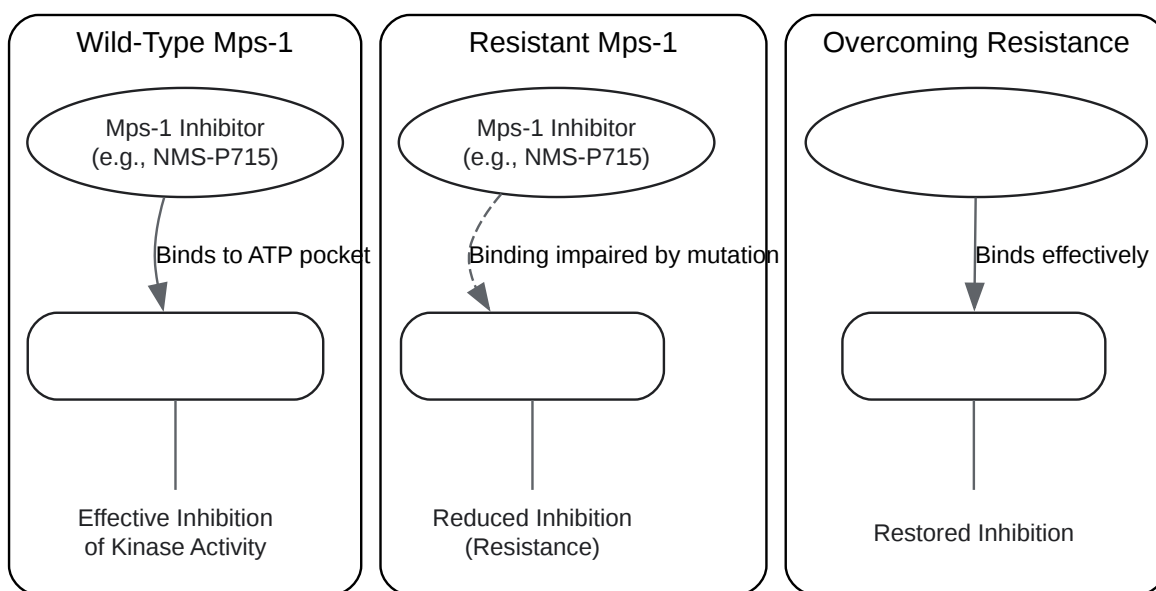 Wild-Type Mps-1
Mps-1 Inhibitor
(e.g., NMS-P715)
Binds to ATP pocket
Effective Inhibition
of Kinase Activity
Resistant Mps-1
Mps-1 Inhibitor
(e.g., NMS-P715)
Binding impaired by mutation
Reduced Inhibition
(Resistance)
Overcoming Resistance
Binds effectively
Restored Inhibition